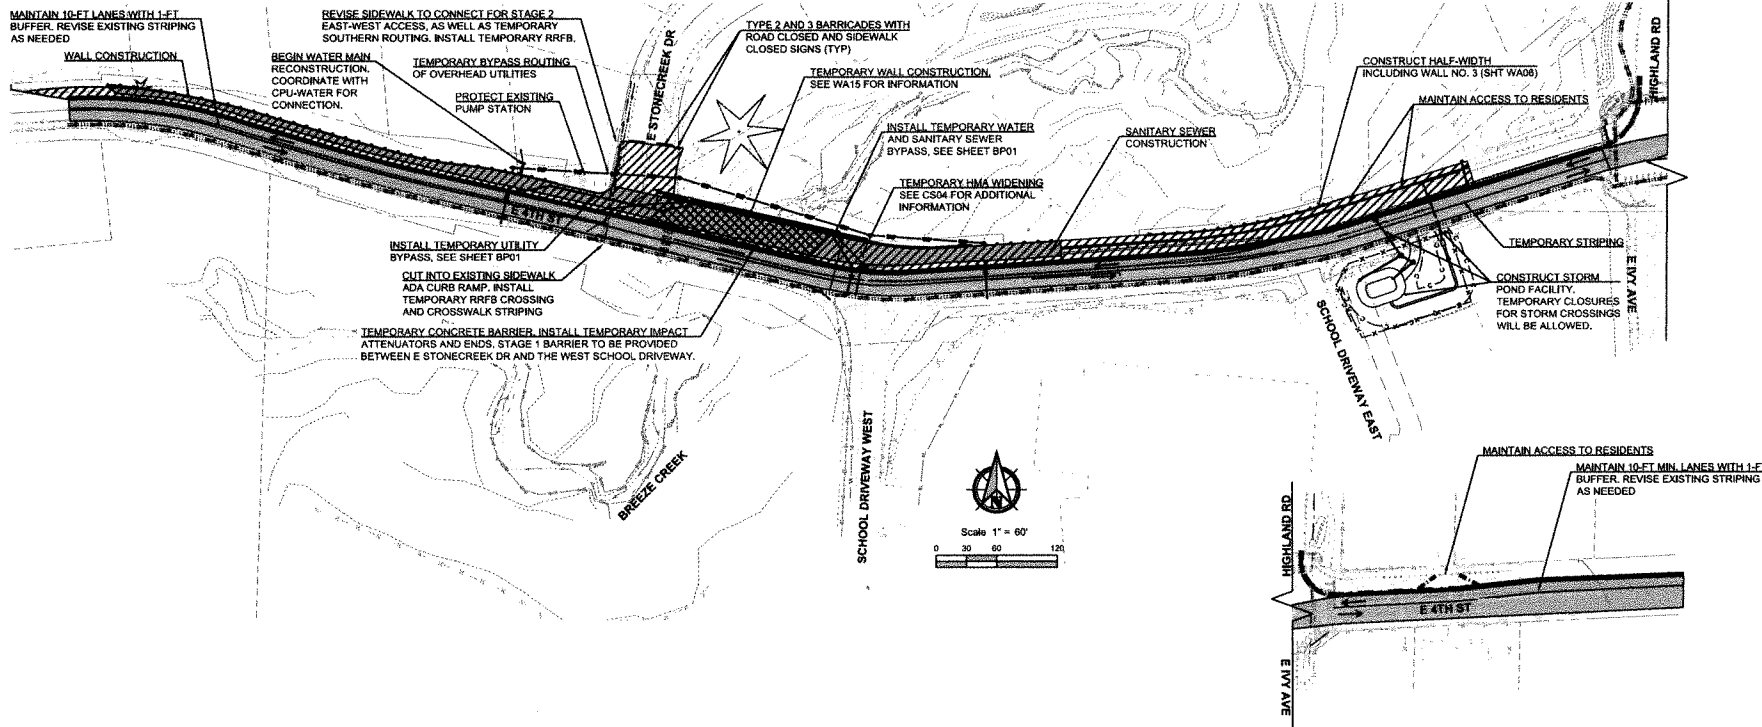 MAINTAIN 10-FT LANES WITH 1-FT
BUFFER. REVISE EXISTING STRIPING
AS NEEDED
WALL CONSTRUCTION
REVISE SIDEWALK TO CONNECT FOR STAGE 2
EAST-WEST ACCESS, AS WELL AS TEMPORARY
SOUTHERN ROUTING. INSTALL TEMPORARY RRFB.
BEGIN WATER MAIN
RECONSTRUCTION.
COORDINATE WITH
CPU-WATER FOR
CONNECTION.
TEMPORARY BYPASS ROUTING
OF OVERHEAD UTILITIES
PROTECT EXISTING
PUMP STATION
E STONECREEK DR
TYPE 2 AND 3 BARRICADES WITH
ROAD CLOSED AND SIDEWALK
CLOSED SIGNS (TYP)
TEMPORARY WALL CONSTRUCTION,
SEE WA15 FOR INFORMATION
INSTALL TEMPORARY WATER
AND SANITARY SEWER
BYPASS, SEE SHEET BP01
TEMPORARY HMA WIDENING
SEE CS04 FOR ADDITIONAL
INFORMATION
SANITARY SEWER
CONSTRUCTION
CONSTRUCT HALF-WIDTH
INCLUDING WALL NO. 3 (SHT WA06)
MAINTAIN ACCESS TO RESIDENTS
HIGHLAND RD
E 4TH ST
INSTALL TEMPORARY UTILITY
BYPASS, SEE SHEET BP01
CUT INTO EXISTING SIDEWALK
ADA CURB RAMP. INSTALL
TEMPORARY RRFB CROSSING
AND CROSSWALK STRIPING
TEMPORARY CONCRETE BARRIER. INSTALL TEMPORARY IMPACT
ATTENUATORS AND ENDS. STAGE 1 BARRIER TO BE PROVIDED
BETWEEN E STONECREEK DR AND THE WEST SCHOOL DRIVEWAY.
TEMPORARY STRIPING
CONSTRUCT STORM
POND FACILITY.
TEMPORARY CLOSURES
FOR STORM CROSSINGS
WILL BE ALLOWED.
E IVY AVE
SCHOOL DRIVEWAY EAST
SCHOOL DRIVEWAY WEST
BREEZE CREEK
N
Scale 1" = 60'
0 30 60 120
MAINTAIN ACCESS TO RESIDENTS
MAINTAIN 10-FT MIN. LANES WITH 1-F
BUFFER. REVISE EXISTING STRIPING
AS NEEDED
HIGHLAND RD
E 4TH ST
E IVY AVE